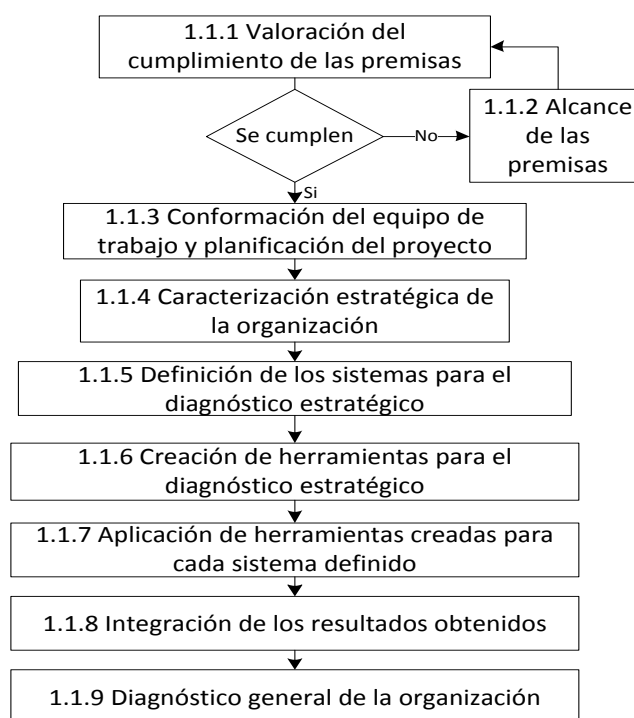 1.1.1 Valoración del
cumplimiento de las premisas
1.1.2 Alcance
de las
premisas
Se cumplen
No
Si
1.1.3 Conformación del equipo de
trabajo y planificación del proyecto
1.1.4 Caracterización estratégica de
la organización
1.1.5 Definición de los sistemas para el
diagnóstico estratégico
1.1.6 Creación de herramientas para el
diagnóstico estratégico
1.1.7 Aplicación de herramientas creadas para
cada sistema definido
1.1.8 Integración de los resultados obtenidos
1.1.9 Diagnóstico general de la organización